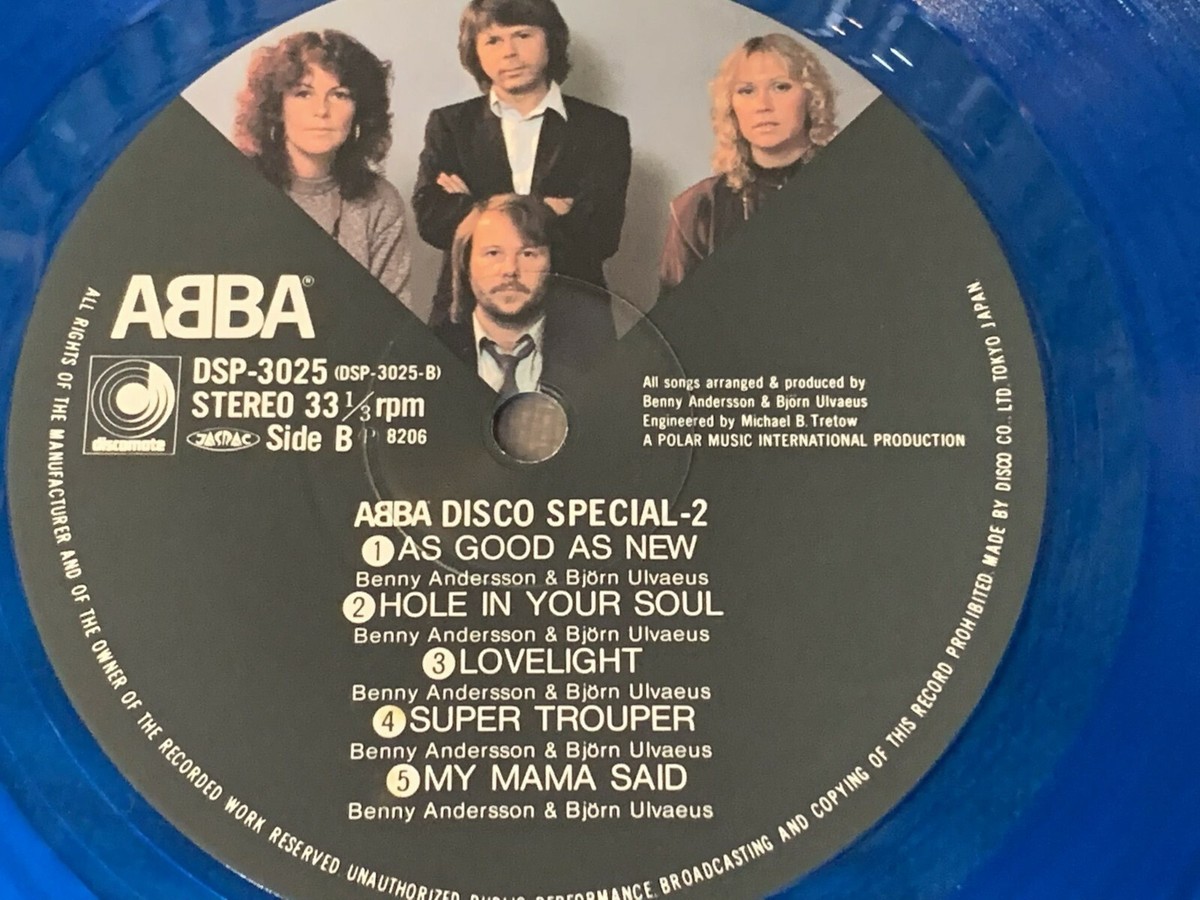 AᗺBA®
DSP-3025 (DSP-3025-B)
STEREO 33 1/3 rpm
discomate
JASRAC Side B 8206
All songs arranged & produced by
Benny Andersson & Björn Ulvaeus
Engineered by Michael B. Tretow
A POLAR MUSIC INTERNATIONAL PRODUCTION
AᗺBA DISCO SPECIAL-2
1 AS GOOD AS NEW
Benny Andersson & Björn Ulvaeus
2 HOLE IN YOUR SOUL
Benny Andersson & Björn Ulvaeus
3 LOVELIGHT
Benny Andersson & Björn Ulvaeus
4 SUPER TROUPER
Benny Andersson & Björn Ulvaeus
5 MY MAMA SAID
Benny Andersson & Björn Ulvaeus
ALL RIGHTS OF THE MANUFACTURER AND OF THE OWNER OF THE RECORDED WORK RESERVED. UNAUTHORIZED PUBLIC PERFORMANCE. BROADCASTING AND COPYING OF THIS RECORD PROHIBITED. MADE BY DISCO CO., LTD. TOKYO JAPAN